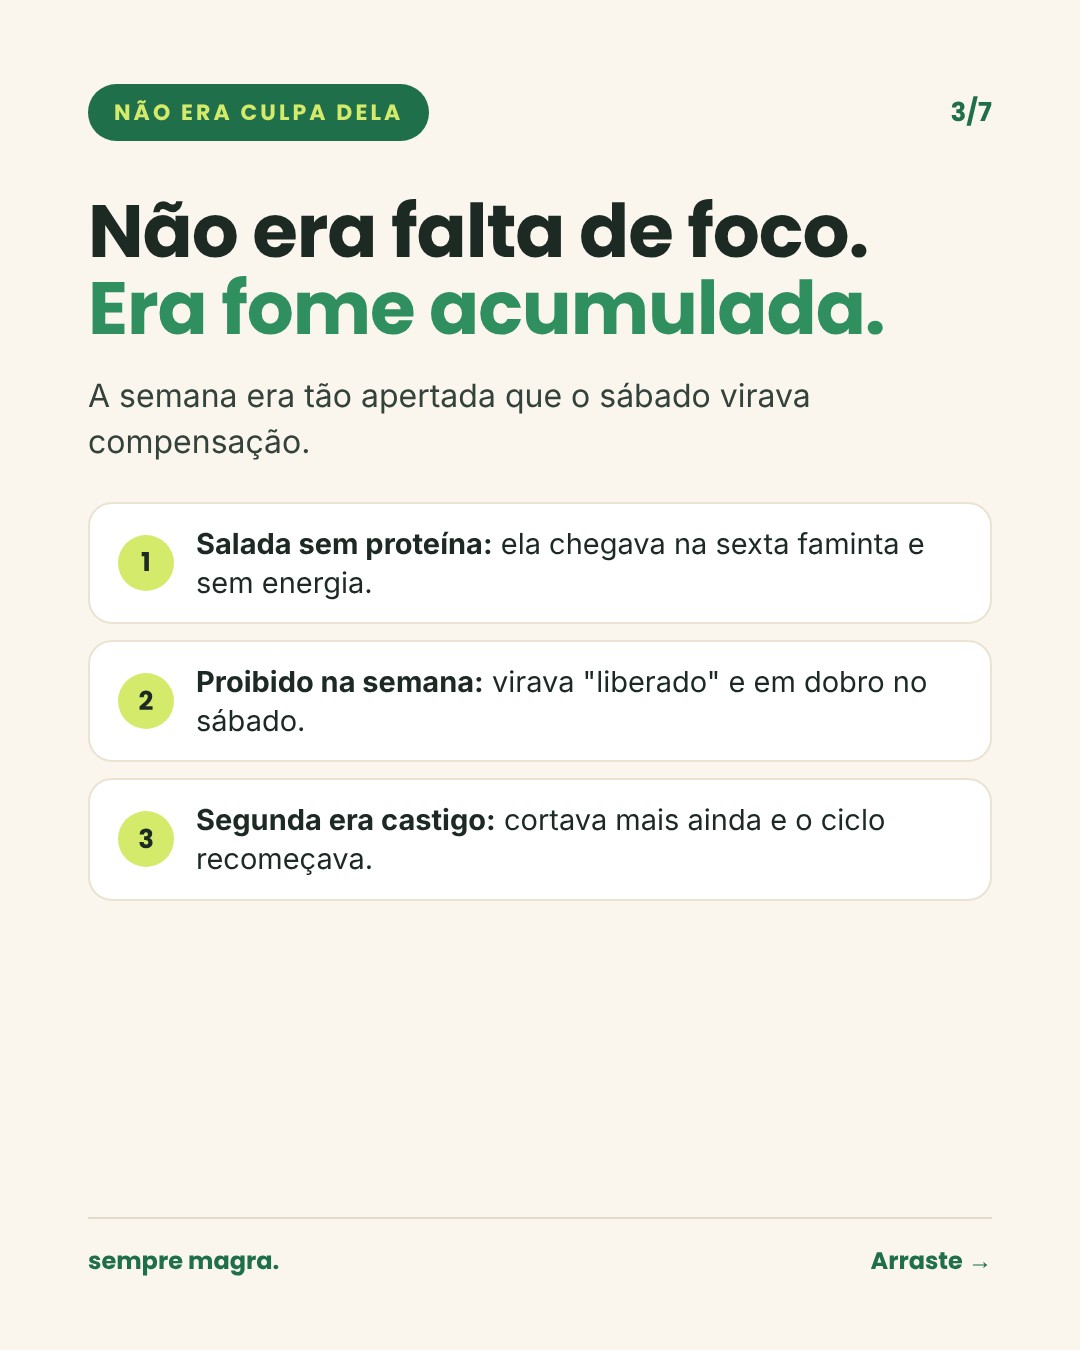 NÃO ERA CULPA DELA
3/7
Não era falta de foco.
Era fome acumulada.
A semana era tão apertada que o sábado virava
compensação.
1
Salada sem proteína: ela chegava na sexta faminta e
sem energia.
2
Proibido na semana: virava "liberado" e em dobro no
sábado.
3
Segunda era castigo: cortava mais ainda e o ciclo
recomeçava.
sempre magra.
Arraste →